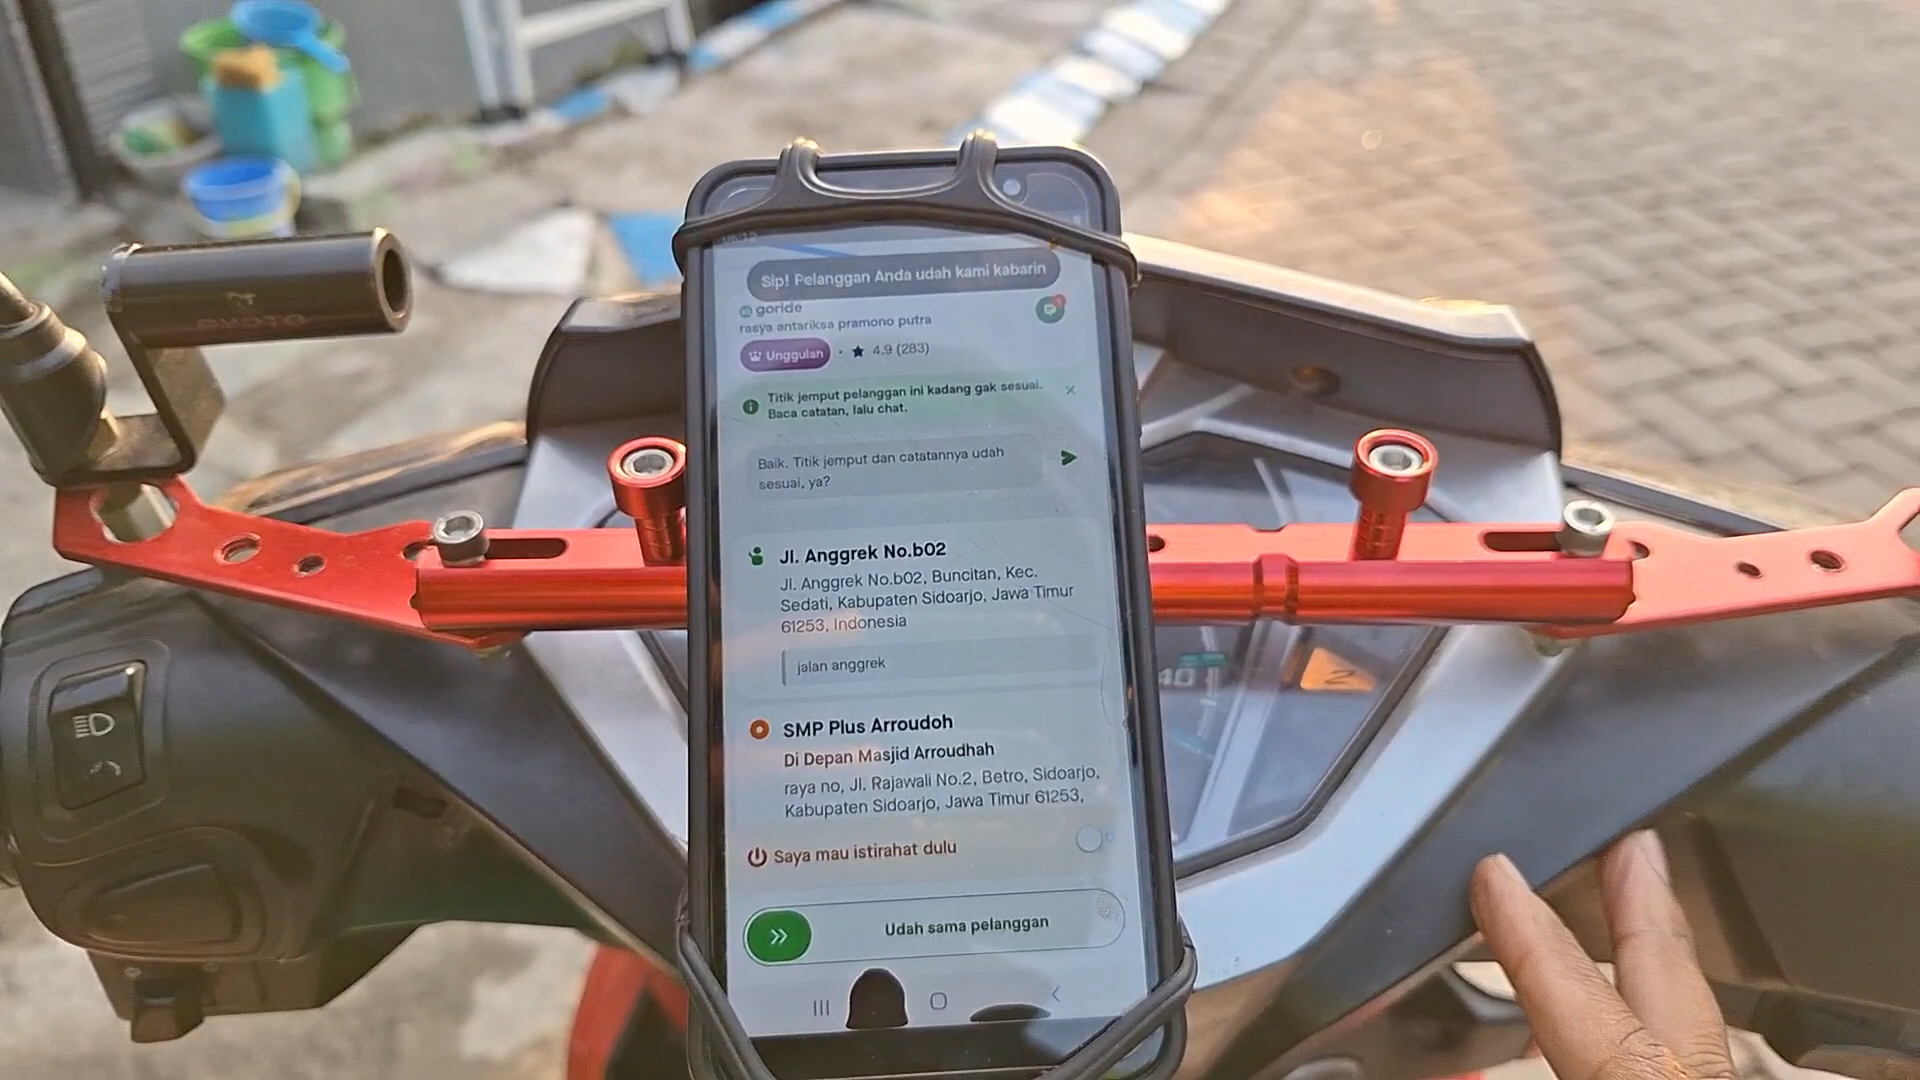 Sip! Pelanggan Anda udah kami kabarin
goride
rasya antariksa pramono putra
Unggulan
4.9 (283)
Titik jemput pelanggan ini kadang gak sesuai.
Baca catatan, lalu chat.
Baik. Titik jemput dan catatannya udah
sesuai, ya?
Jl. Anggrek No.b02
Jl. Anggrek No.b02, Buncitan, Kec.
Sedati, Kabupaten Sidoarjo, Jawa Timur
61253, Indonesia
jalan anggrek
SMP Plus Arroudoh
Di Depan Masjid Arroudhah
raya no, Jl. Rajawali No.2, Betro, Sidoarjo,
Kabupaten Sidoarjo, Jawa Timur 61253,
Saya mau istirahat dulu
Udah sama pelanggan
40
2